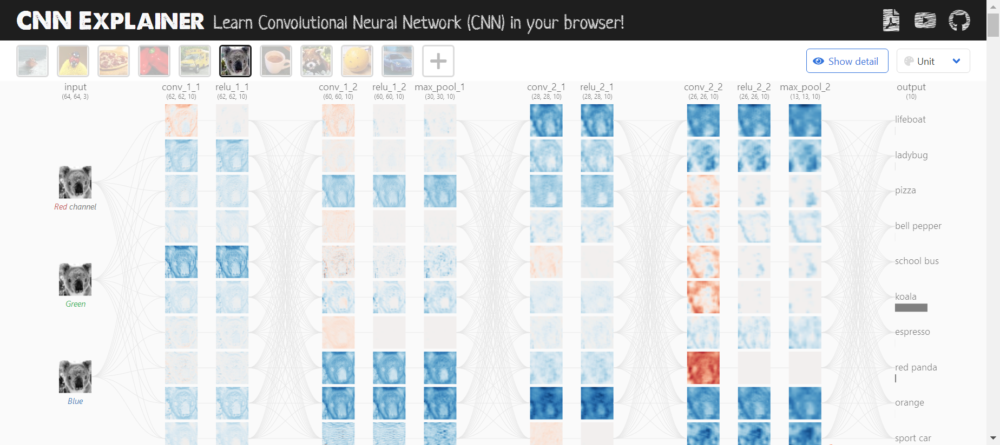 CNN EXPLAINER Learn Convolutional Neural Network (CNN) in your browser!
Show detail
Unit
input conv_1_1 relu_1_1 conv_1_2 relu_1_2 max_pool_1 conv_2_1 relu_2_1 conv_2_2 relu_2_2 max_pool_2 output
(64, 64, 3) (62, 62, 10) (62, 62, 10) (60, 60, 10) (60, 60, 10) (30, 30, 10) (28, 28, 10) (28, 28, 10) (26, 26, 10) (26, 26, 10) (13, 13, 10) (10)
Red channel
Green
Blue
lifeboat
ladybug
pizza
bell pepper
school bus
koala
espresso
red panda
orange
sport car